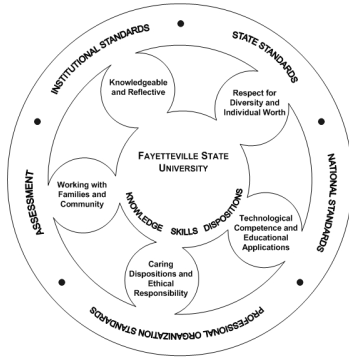 INSTITUTIONAL STANDARDS
STATE STANDARDS
NATIONAL STANDARDS
PROFESSIONAL ORGANIZATION STANDARDS
ASSESSMENT
Knowledgeable
and Reflective
Respect for
Diversity and
Individual Worth
FAYETTEVILLE STATE
UNIVERSITY
Working with
Families and
Community
KNOWLEDGE SKILLS DISPOSITIONS
Technological
Competence and
Educational
Applications
Caring
Dispositions and
Ethical
Responsibility